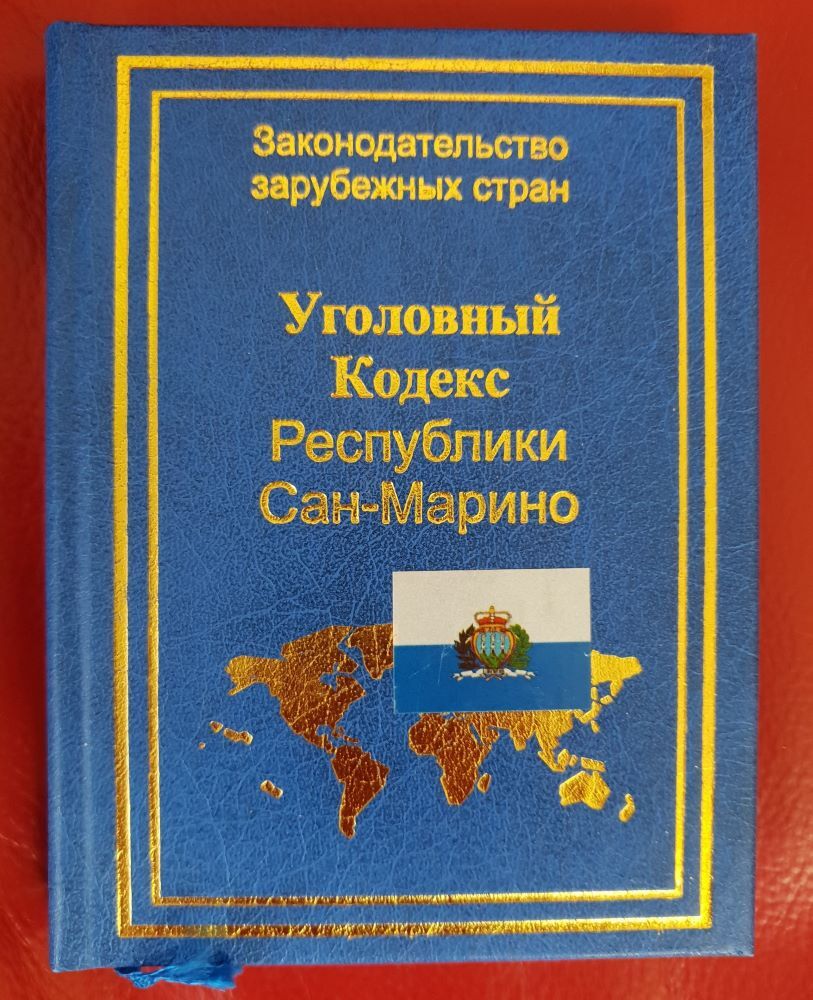 Законодательство
зарубежных стран
Уголовный
Кодекс
Республики
Сан-Марино